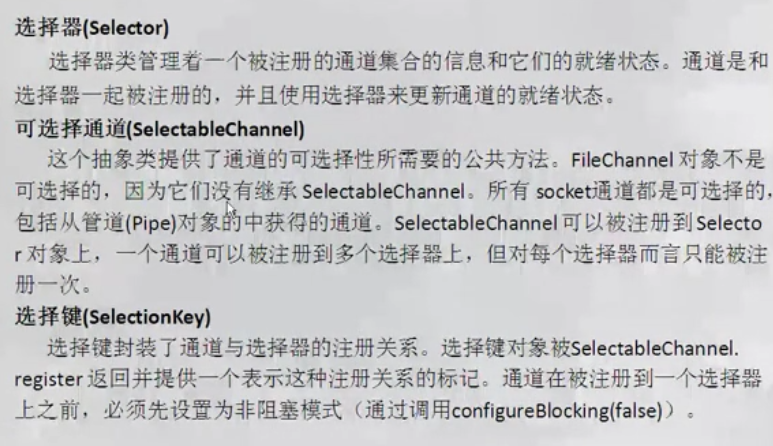 选择器(Selector)
选择器类管理着一个被注册的通道集合的信息和它们的就绪状态。通道是和
选择器一起被注册的，并且使用选择器来更新通道的就绪状态。
可选择通道(SelectableChannel)
这个抽象类提供了通道的可选择性所需要的公共方法。FileChannel 对象不是
可选择的，因为它们没有继承 SelectableChannel。所有 socket通道都是可选择的，
包括从管道(Pipe)对象的中获得的通道。SelectableChannel 可以被注册到 Selecto
r 对象上，一个通道可以被注册到多个选择器上，但对每个选择器而言只能被注
册一次。
选择键(SelectionKey)
选择键封装了通道与选择器的注册关系。选择键对象被SelectableChannel.
register 返回并提供一个表示这种注册关系的标记。通道在被注册到一个选择器
上之前，必须先设置为非阻塞模式（通过调用configureBlocking(false)）。